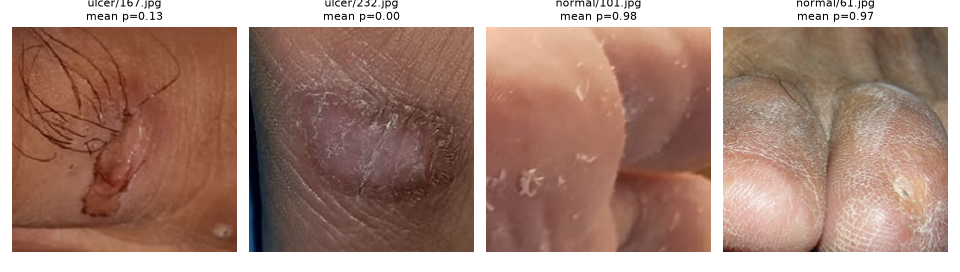 ulcer/167.jpg
mean p=0.13
ulcer/232.jpg
mean p=0.00
normal/101.jpg
mean p=0.98
normal/61.jpg
mean p=0.97